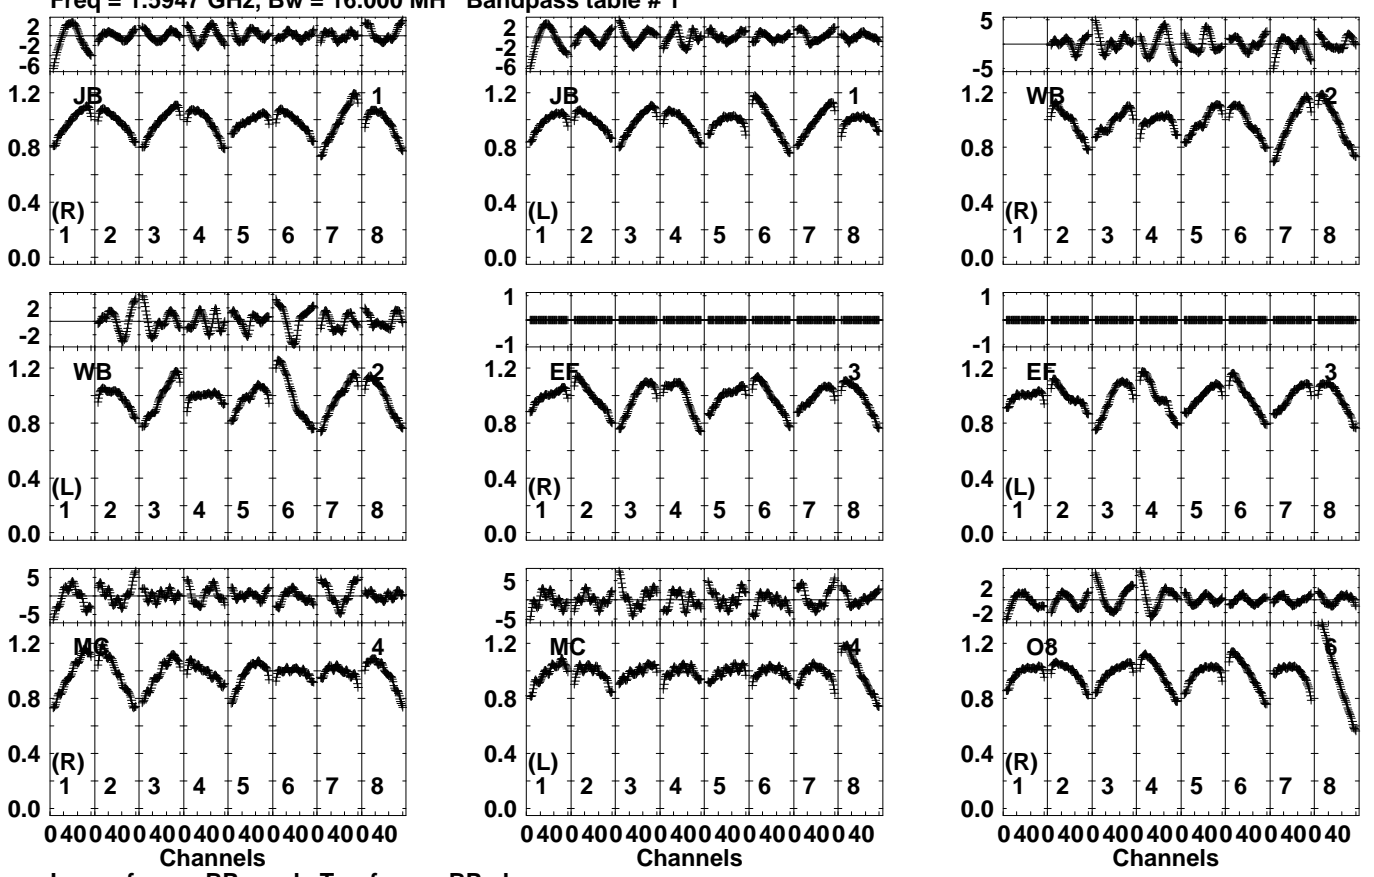 Freq = 1.5947 GHz, Bw = 16.000 MH Bandpass table # 1
2 -2 -6 2 -2 -6 5 -5
1.2 JB 1 1.2 JB 1 1.2 WB 2
0.8 0.8 0.8
0.4 0.4 0.4
(R) (L) (R)
1 2 3 4 5 6 7 8 1 2 3 4 5 6 7 8 1 2 3 4 5 6 7 8
0.0 0.0 0.0
2 -2 1 -1 1 -1
1.2 WB 2 1.2 EF 3 1.2 EF 3
0.8 0.8 0.8
0.4 0.4 0.4
(L) (R) (L)
1 2 3 4 5 6 7 8 1 2 3 4 5 6 7 8 1 2 3 4 5 6 7 8
0.0 0.0 0.0
5 -5 5 -5 2 -2
1.2 MC 4 1.2 MC 4 1.2 O8 6
0.8 0.8 0.8
0.4 0.4 0.4
(R) (L) (R)
1 2 3 4 5 6 7 8 1 2 3 4 5 6 7 8 1 2 3 4 5 6 7 8
0.0 0.0 0.0
0 40 0 40 0 40 0 40 0 40 0 40 0 40 0 40 0 40 0 40 0 40 0 40 0 40 0 40 0 40 0 40 0 40 0 40 0 40 0 40 0 40 0 40 0 40 0 40
Channels Channels Channels